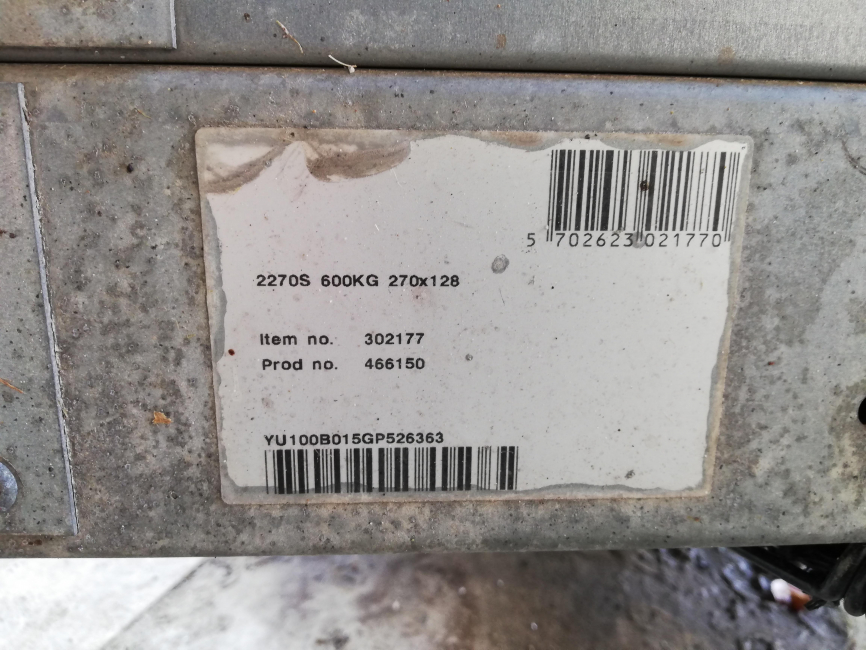 5 702623 021770
2270S 600KG 270x128
Item no. 302177
Prod no. 466150
YU100B015GP526363